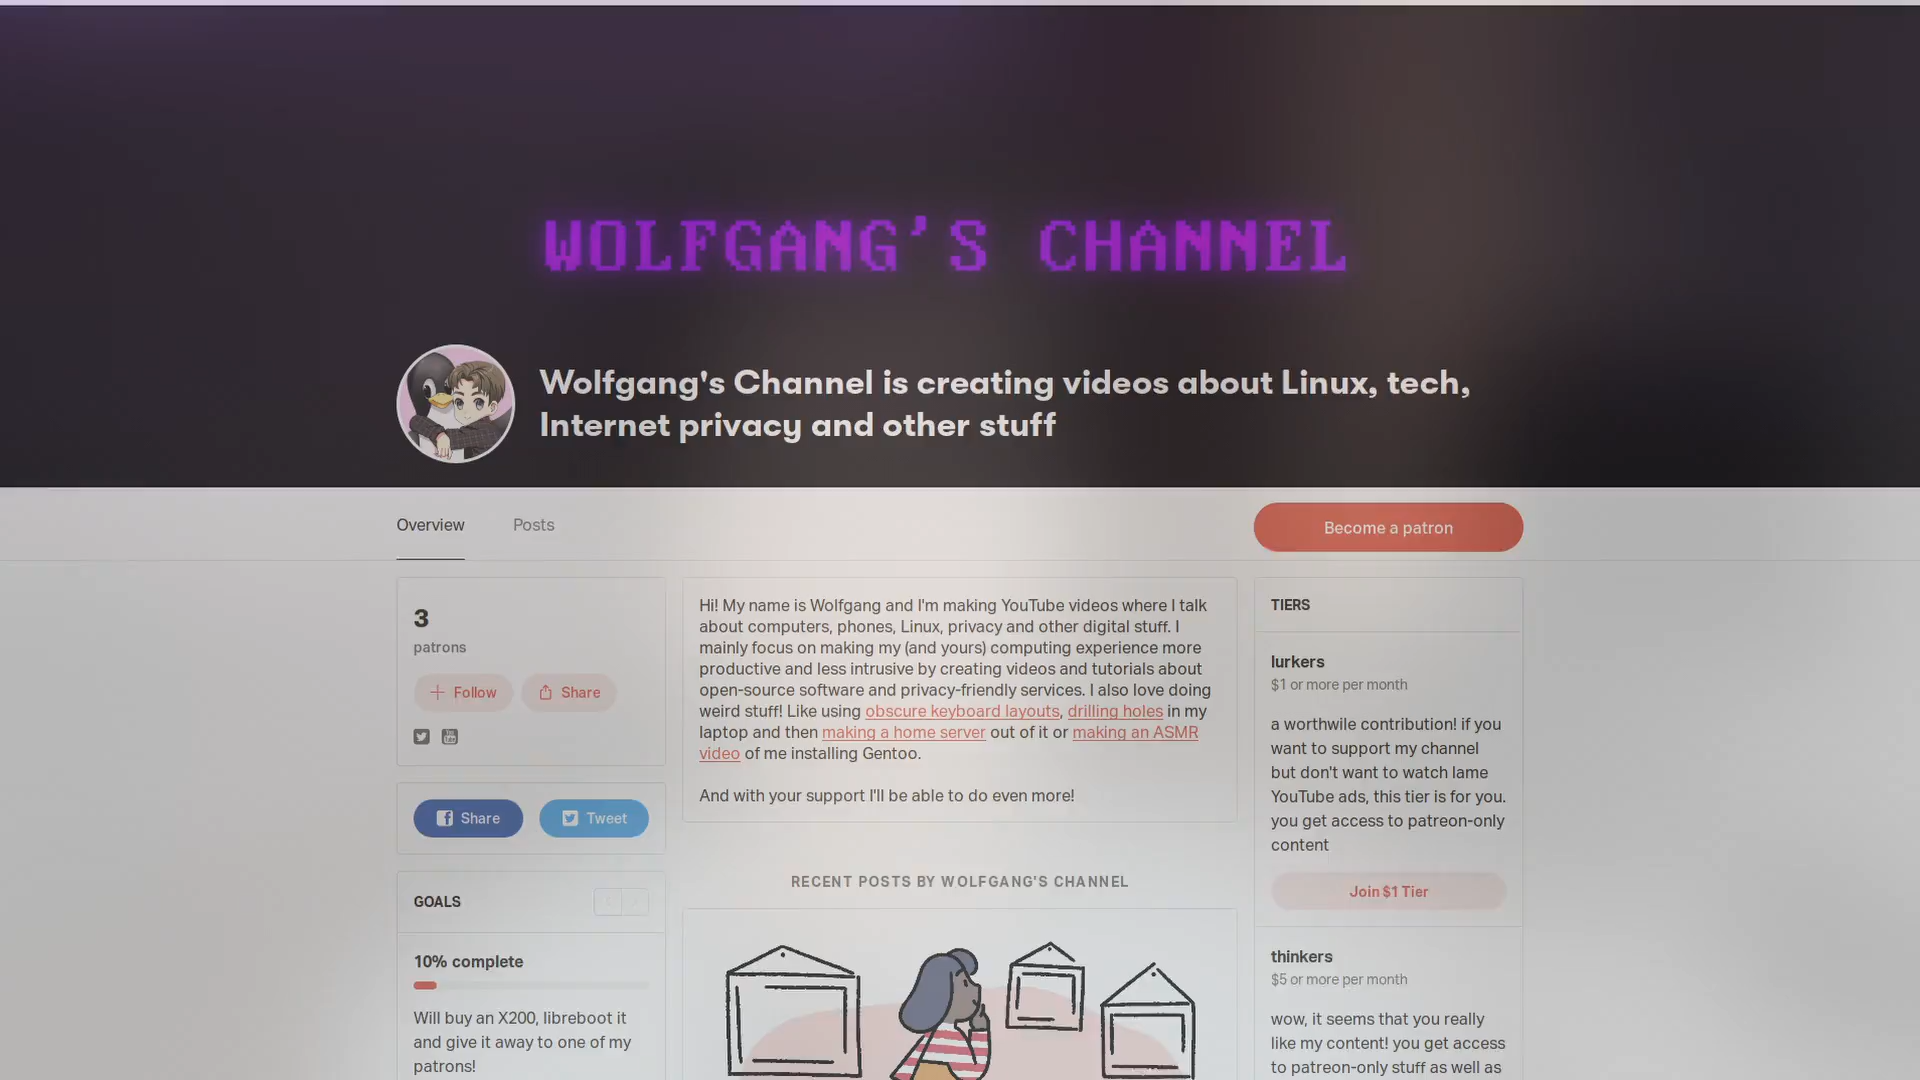 WOLFGANG'S CHANNEL
Wolfgang's Channel is creating videos about Linux, tech,
Internet privacy and other stuff
Overview
Posts
Become a patron
3
patrons
Follow
Share
Share
Tweet
GOALS
10% complete
Will buy an X200, libreboot it
and give it away to one of my
patrons!
Hi! My name is Wolfgang and I'm making YouTube videos where I talk
about computers, phones, Linux, privacy and other digital stuff. I
mainly focus on making my (and yours) computing experience more
productive and less intrusive by creating videos and tutorials about
open-source software and privacy-friendly services. I also love doing
weird stuff! Like using obscure keyboard layouts, drilling holes in my
laptop and then making a home server out of it or making an ASMR
video of me installing Gentoo.
And with your support I'll be able to do even more!
RECENT POSTS BY WOLFGANG'S CHANNEL
TIERS
lurkers
$1 or more per month
a worthwile contribution! if you
want to support my channel
but don't want to watch lame
YouTube ads, this tier is for you.
you get access to patreon-only
content
Join $1 Tier
thinkers
$5 or more per month
wow, it seems that you really
like my content! you get access
to patreon-only stuff as well as